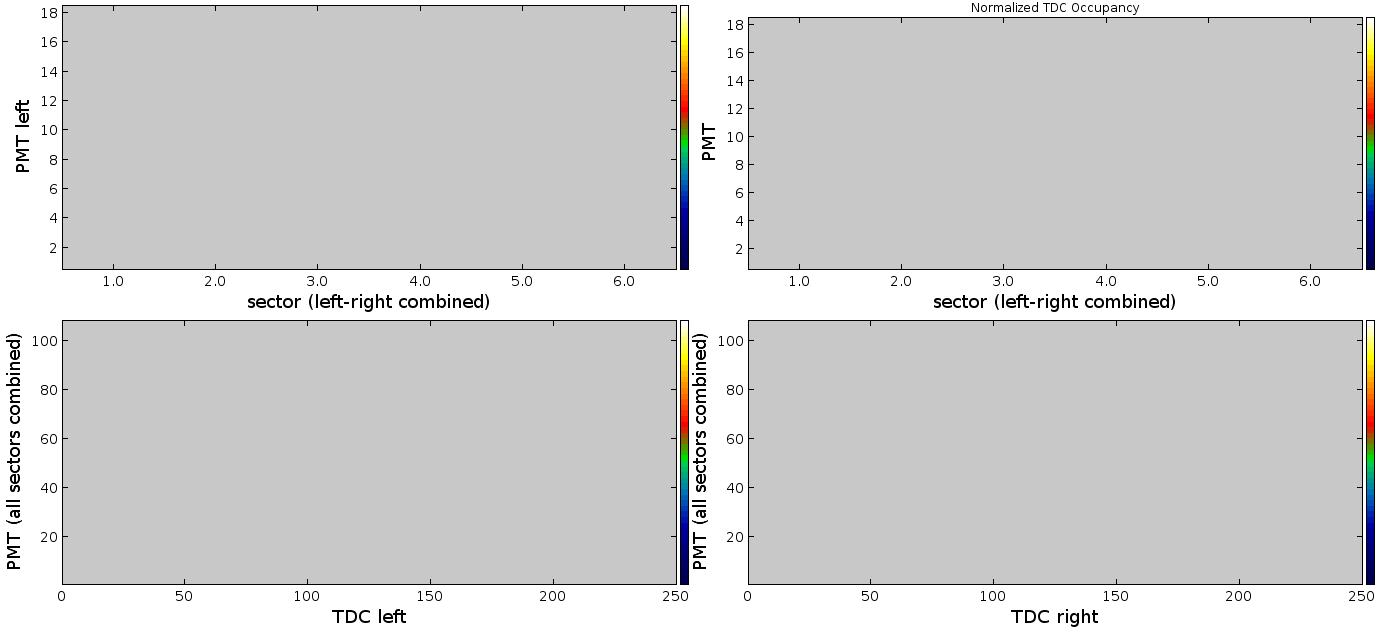 Normalized TDC Occupancy
18
16
14
12
10
8
6
4
2
PMT left
1.0 2.0 3.0 4.0 5.0 6.0
sector (left-right combined)
18
16
14
12
10
8
6
4
2
PMT
1.0 2.0 3.0 4.0 5.0 6.0
sector (left-right combined)
100
80
60
40
20
PMT (all sectors combined)
0 50 100 150 200 250
TDC left
100
80
60
40
20
PMT (all sectors combined)
0 50 100 150 200 250
TDC right